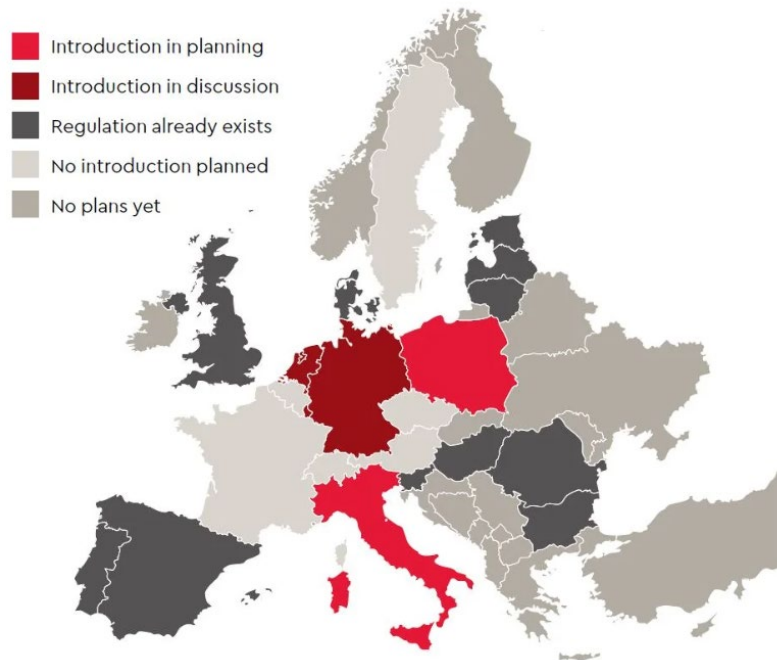 Introduction in planning
Introduction in discussion
Regulation already exists
No introduction planned
No plans yet